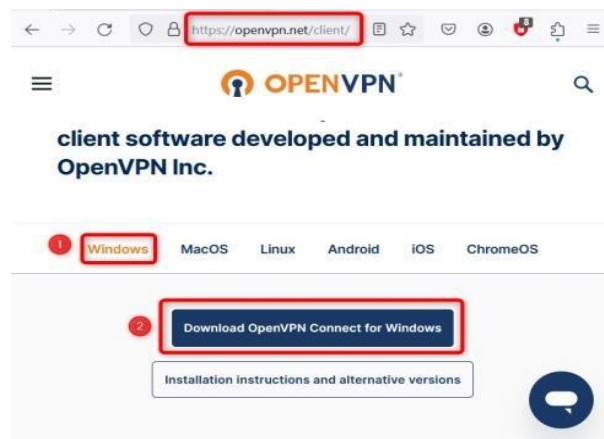 https://openvpn.net/client/
8
OPENVPN
client software developed and maintained by
OpenVPN Inc.
1 Windows MacOS Linux Android iOS ChromeOS
2 Download OpenVPN Connect for Windows
Installation instructions and alternative versions